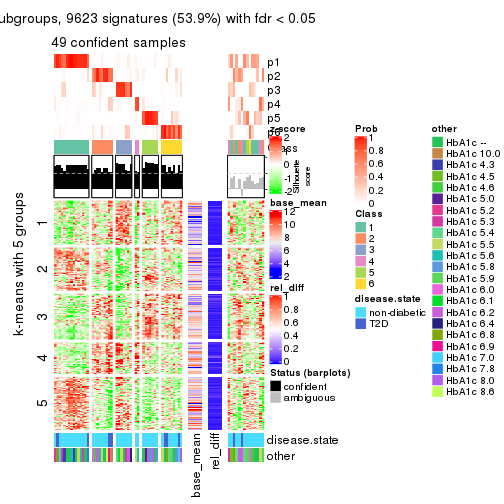 ubgroups, 9623 signatures (53.9%) with fdr < 0.05
49 confident samples
p1
p2
p3
p4
p5
Class
Silhouette
score
k-means with 5 groups
1
2
3
4
5
base_mean
rel_diff
disease.state
other
2
1
0
-1
-2
base_mean
12
10
8
6
4
2
rel_diff
1
0.8
0.6
0.4
0.2
0
Status (barplots)
confident
ambiguous
Prob
1
0.8
0.6
0.4
0.2
0
Class
1
2
3
4
5
6
disease.state
non-diabetic
T2D
other
HbA1c --
HbA1c 10.0
HbA1c 4.3
HbA1c 4.5
HbA1c 4.6
HbA1c 5.0
HbA1c 5.2
HbA1c 5.3
HbA1c 5.4
HbA1c 5.5
HbA1c 5.6
HbA1c 5.8
HbA1c 5.9
HbA1c 6.0
HbA1c 6.1
HbA1c 6.2
HbA1c 6.4
HbA1c 6.8
HbA1c 6.9
HbA1c 7.0
HbA1c 7.8
HbA1c 8.0
HbA1c 8.6